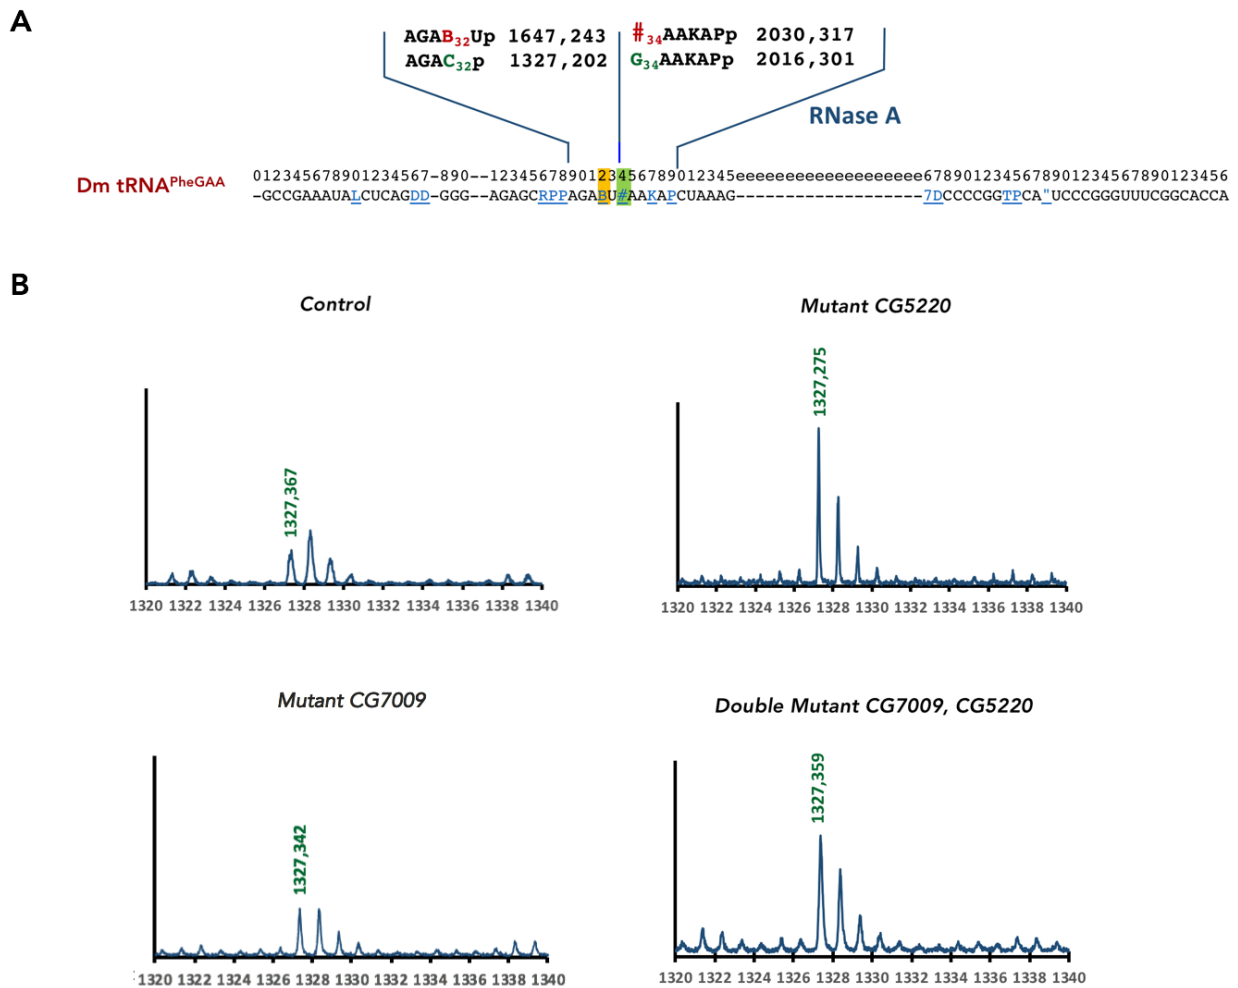 A
AGAB32Up 1647,243
#34AAKAPp 2030,317
AGAC32p 1327,202
G34AAKAPp 2016,301
RNase A
012345678901234567-890--1234567890123456789012345eeeeeeeeeeeeeeeeeee6789012345678901234567890123456
Dm tRNAPheGAA
-GCCGAAAUALCUCAGDD-GGG--AGAGCRPPAGABU#AAKAPCUAAAG-------------------7DCCCCGGTPCA"UCCCGGGUUUCGGCACCA
B
Control
Mutant CG5220
1327,367
1327,275
1320 1322 1324 1326 1328 1330 1332 1334 1336 1338 1340
1320 1322 1324 1326 1328 1330 1332 1334 1336 1338 1340
Mutant CG7009
Double Mutant CG7009, CG5220
1327,342
1327,359
1320 1322 1324 1326 1328 1330 1332 1334 1336 1338 1340
1320 1322 1324 1326 1328 1330 1332 1334 1336 1338 1340